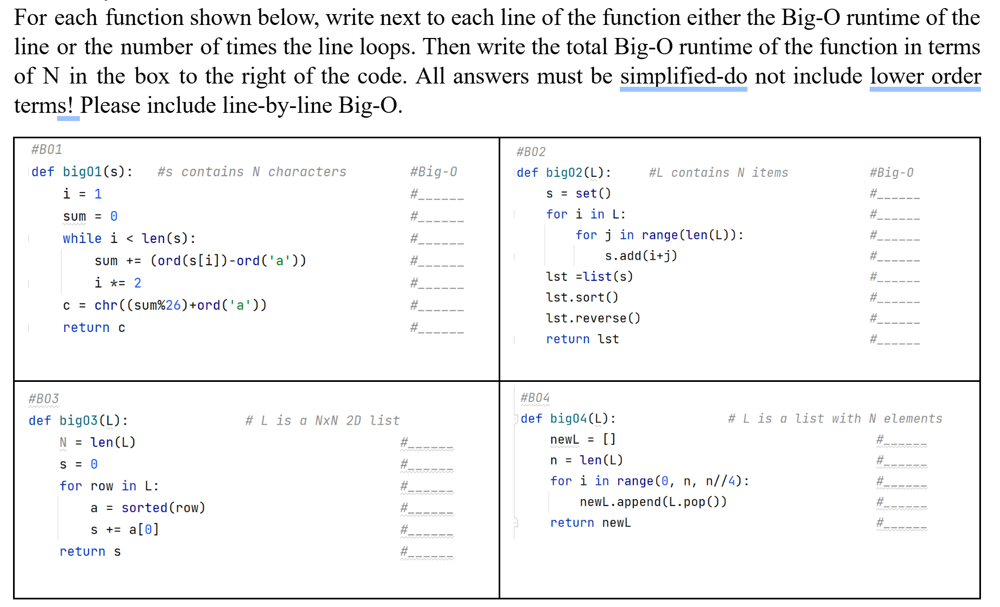 For each function shown below, write next to each line of the function either the Big-O runtime of the
line or the number of times the line loops. Then write the total Big-O runtime of the function in terms
of N in the box to the right of the code. All answers must be simplified-do not include lower order
terms! Please include line-by-line Big-O.
#BO1
def bigO1(s):   #s contains N characters        #Big-O
    i = 1                                       #______
    sum = 0                                     #______
    while i < len(s):                           #______
        sum += (ord(s[i])-ord('a'))             #______
        i *= 2                                  #______
    c = chr((sum%26)+ord('a'))                  #______
    return c                                    #______
#BO2
def bigO2(L):     #L contains N items           #Big-O
    s = set()                                   #______
    for i in L:                                 #______
        for j in range(len(L)):                 #______
            s.add(i+j)                          #______
    lst =list(s)                                #______
    lst.sort()                                  #______
    lst.reverse()                               #______
    return lst                                  #______
#BO3
def bigO3(L):               # L is a NxN 2D list
    N = len(L)                                  #______
    s = 0                                       #______
    for row in L:                               #______
        a = sorted(row)                         #______
        s += a[0]                               #______
    return s                                    #______
#BO4
def bigO4(L):               # L is a list with N elements
    newL = []                                   #______
    n = len(L)                                  #______
    for i in range(0, n, n//4):                 #______
        newL.append(L.pop())                    #______
    return newL                                 #______